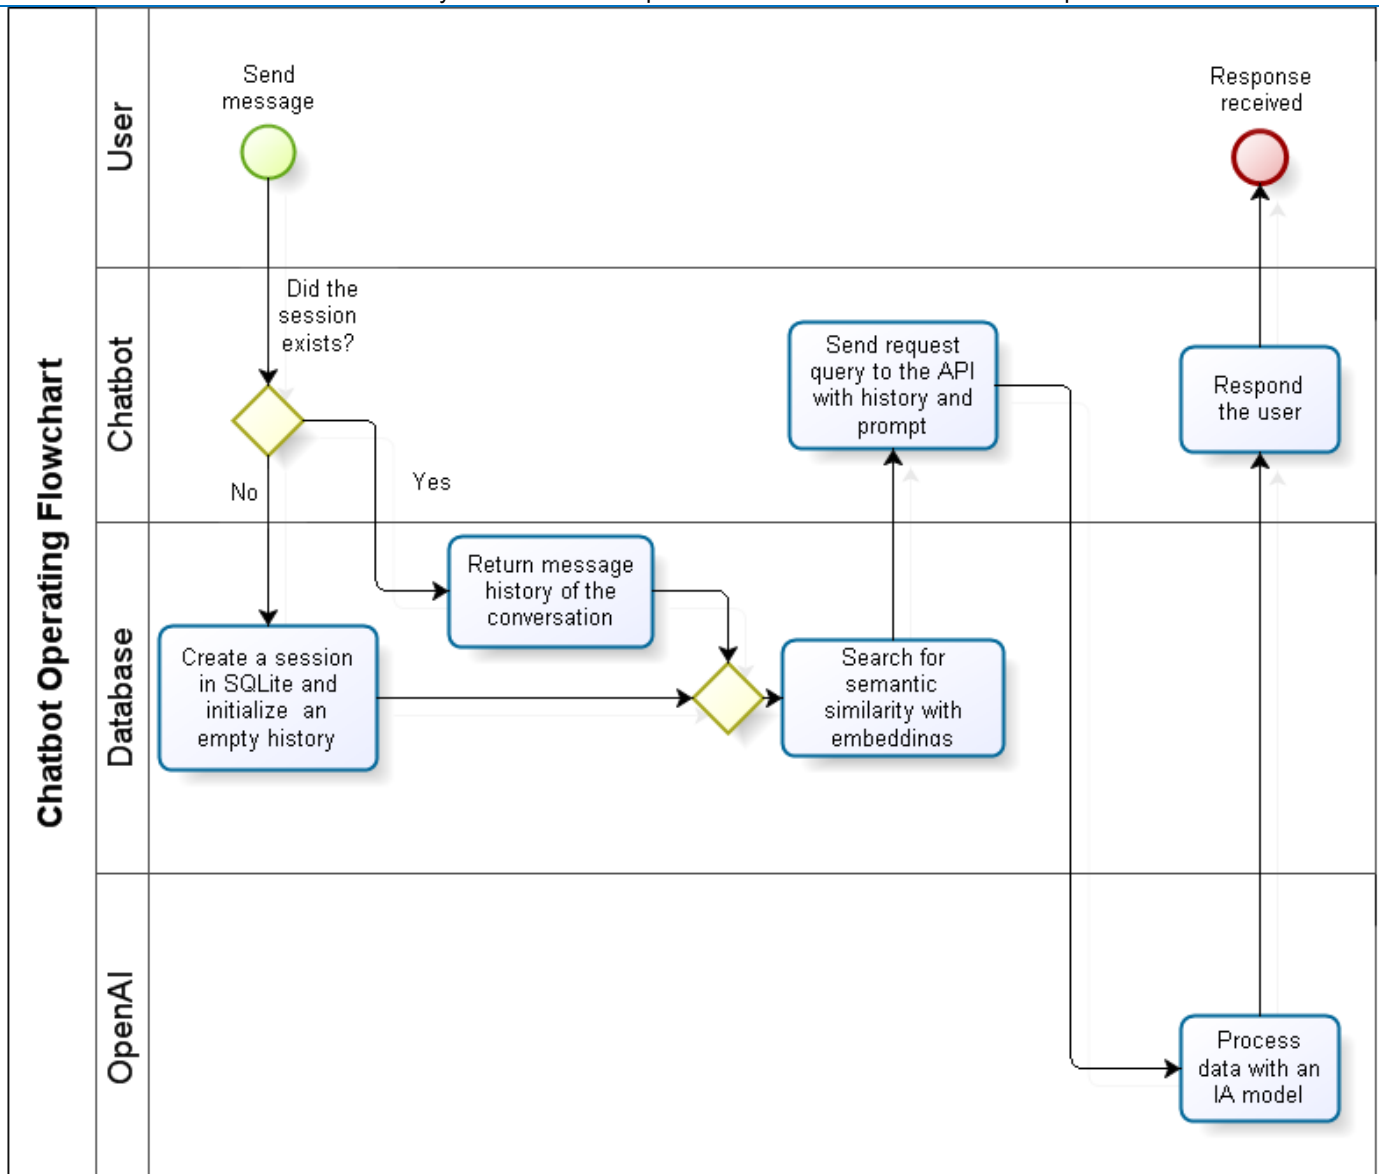 Chatbot Operating Flowchart
User
Send
message
Response
received
Chatbot
Did the
session
exists?
No
Yes
Send request
query to the API
with history and
prompt
Respond
the user
Database
Return message
history of the
conversation
Create a session
in SQLite and
initialize an
empty history
Search for
semantic
similarity with
embeddings
OpenAI
Process
data with an
IA model